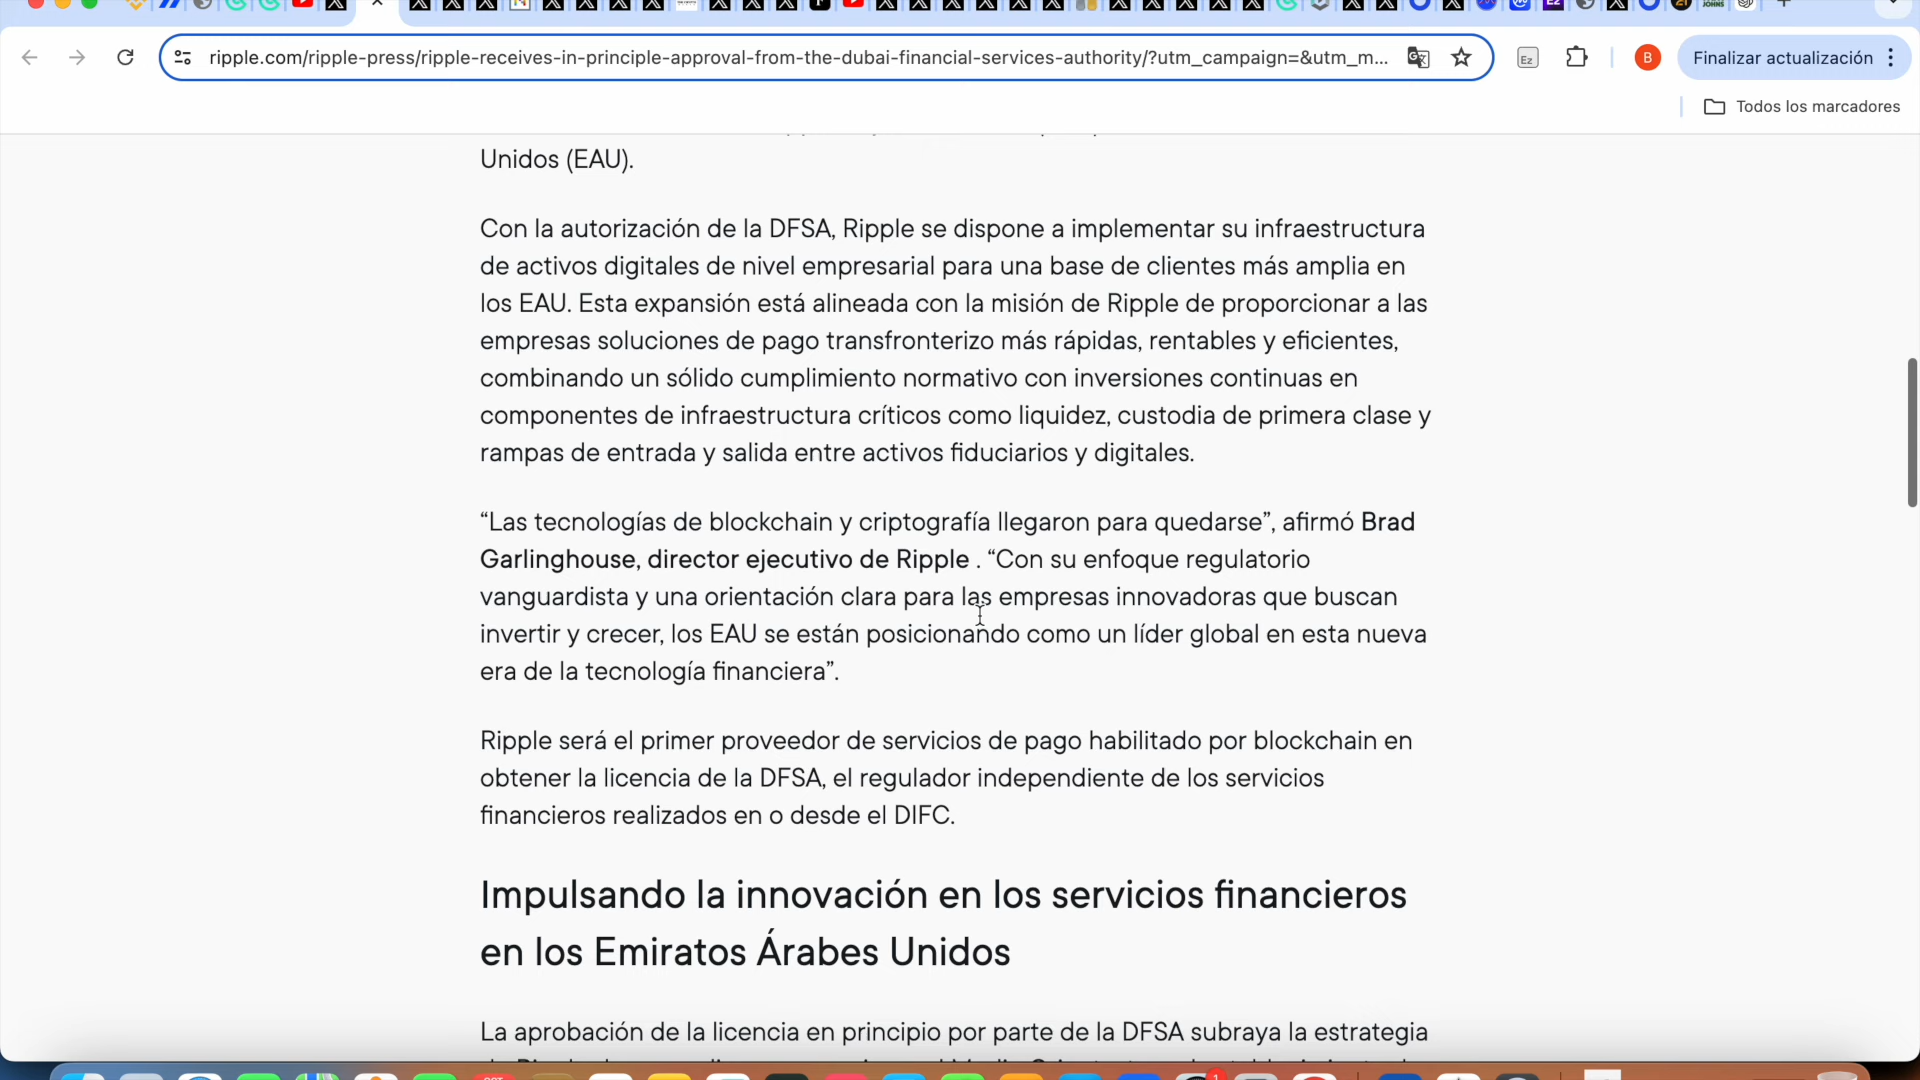 ripple.com/ripple-press/ripple-receives-in-principle-approval-from-the-dubai-financial-services-authority/?utm_campaign=&utm_m...
Ez
B
Finalizar actualización
Todos los marcadores
Unidos (EAU).
Con la autorización de la DFSA, Ripple se dispone a implementar su infraestructura
de activos digitales de nivel empresarial para una base de clientes más amplia en
los EAU. Esta expansión está alineada con la misión de Ripple de proporcionar a las
empresas soluciones de pago transfronterizo más rápidas, rentables y eficientes,
combinando un sólido cumplimiento normativo con inversiones continuas en
componentes de infraestructura críticos como liquidez, custodia de primera clase y
rampas de entrada y salida entre activos fiduciarios y digitales.
“Las tecnologías de blockchain y criptografía llegaron para quedarse”, afirmó Brad
Garlinghouse, director ejecutivo de Ripple . “Con su enfoque regulatorio
vanguardista y una orientación clara para las empresas innovadoras que buscan
invertir y crecer, los EAU se están posicionando como un líder global en esta nueva
era de la tecnología financiera”.
Ripple será el primer proveedor de servicios de pago habilitado por blockchain en
obtener la licencia de la DFSA, el regulador independiente de los servicios
financieros realizados en o desde el DIFC.
Impulsando la innovación en los servicios financieros
en los Emiratos Árabes Unidos
La aprobación de la licencia en principio por parte de la DFSA subraya la estrategia